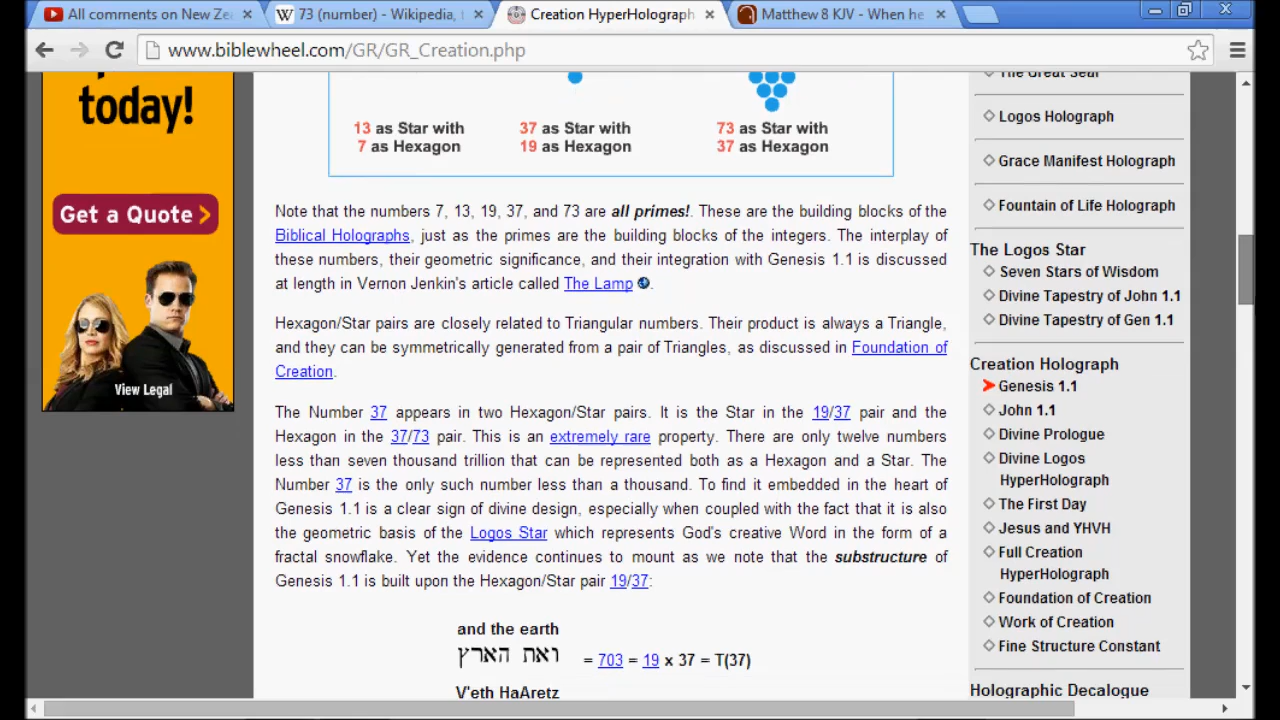 All comments on New Ze
73 (number) - Wikipedia,
Creation HyperHolograph
Matthew 8 KJV - When he
www.biblewheel.com/GR/GR_Creation.php
today!
Get a Quote >
View Legal
13 as Star with
7 as Hexagon
37 as Star with
19 as Hexagon
73 as Star with
37 as Hexagon
Note that the numbers 7, 13, 19, 37, and 73 are all primes!. These are the building blocks of the
Biblical Holographs, just as the primes are the building blocks of the integers. The interplay of
these numbers, their geometric significance, and their integration with Genesis 1.1 is discussed
at length in Vernon Jenkin's article called The Lamp.
Hexagon/Star pairs are closely related to Triangular numbers. Their product is always a Triangle,
and they can be symmetrically generated from a pair of Triangles, as discussed in Foundation of
Creation.
The Number 37 appears in two Hexagon/Star pairs. It is the Star in the 19/37 pair and the
Hexagon in the 37/73 pair. This is an extremely rare property. There are only twelve numbers
less than seven thousand trillion that can be represented both as a Hexagon and a Star. The
Number 37 is the only such number less than a thousand. To find it embedded in the heart of
Genesis 1.1 is a clear sign of divine design, especially when coupled with the fact that it is also
the geometric basis of the Logos Star which represents God's creative Word in the form of a
fractal snowflake. Yet the evidence continues to mount as we note that the substructure of
Genesis 1.1 is built upon the Hexagon/Star pair 19/37:
and the earth
ואת הארץ
= 703 = 19 x 37 = T(37)
V'eth HaAretz
The Great Seal
Logos Holograph
Grace Manifest Holograph
Fountain of Life Holograph
The Logos Star
Seven Stars of Wisdom
Divine Tapestry of John 1.1
Divine Tapestry of Gen 1.1
Creation Holograph
Genesis 1.1
John 1.1
Divine Prologue
Divine Logos
HyperHolograph
The First Day
Jesus and YHVH
Full Creation
HyperHolograph
Foundation of Creation
Work of Creation
Fine Structure Constant
Holographic Decalogue